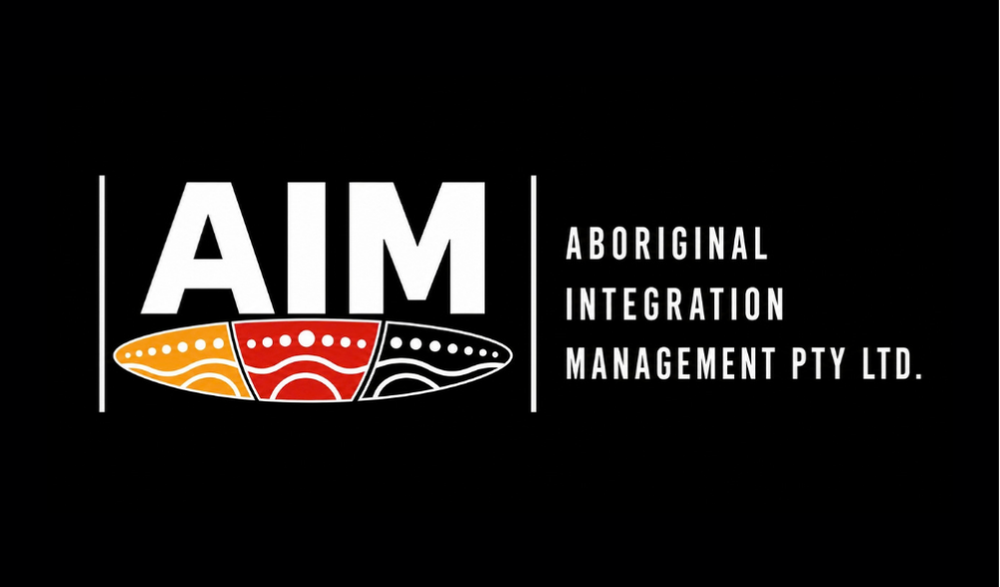 AIM
ABORIGINAL
INTEGRATION
MANAGEMENT PTY LTD.